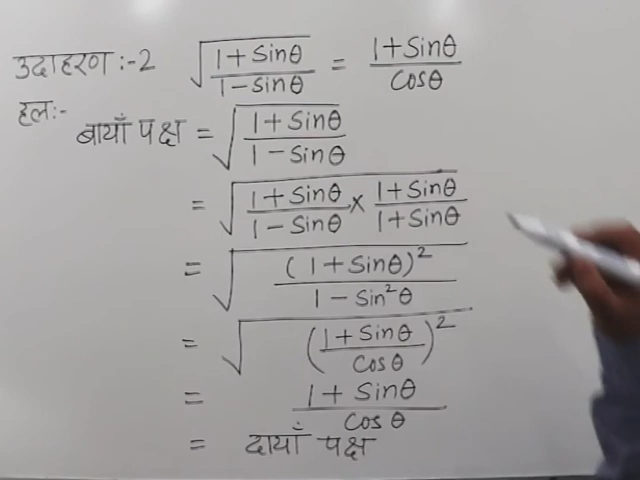 उदाहरण :- 2 √((1+Sinθ)/(1-Sinθ)) = (1+Sinθ)/Cosθ
हलः-
बायाँ पक्ष = √((1+Sinθ)/(1-Sinθ))
= √((1+Sinθ)/(1-Sinθ) × (1+Sinθ)/(1+Sinθ))
= √((1+Sinθ)²/(1-Sin²θ))
= √(((1+Sinθ)/Cosθ)²)
= (1+Sinθ)/Cosθ
= दायाँ पक्ष